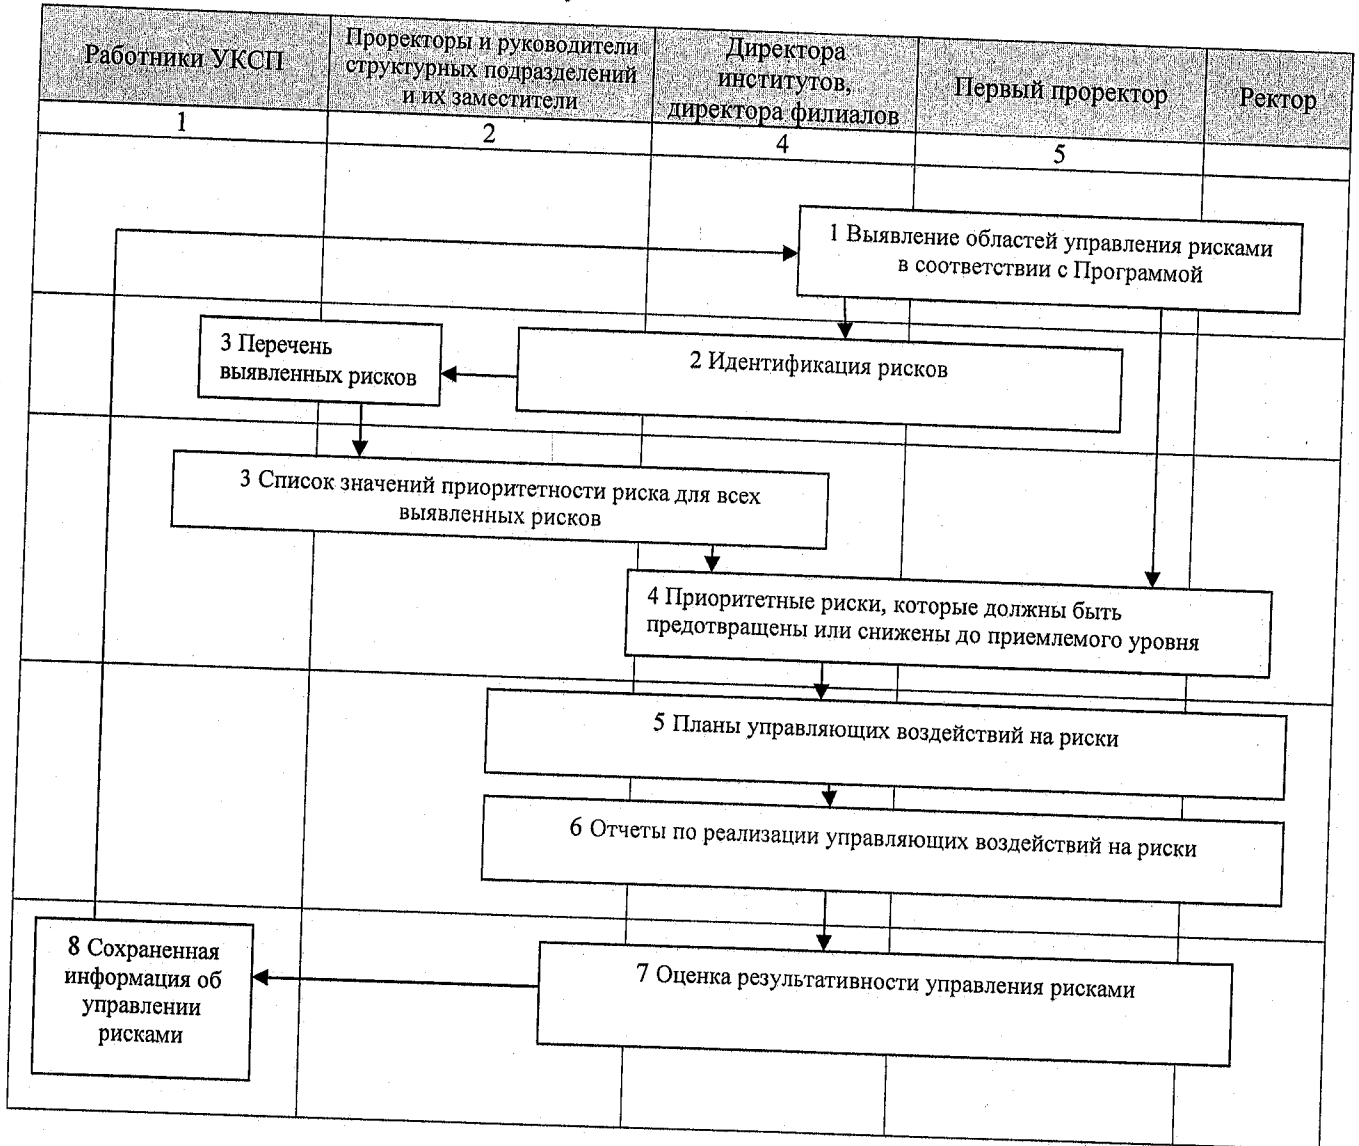 Работники УКСП
Проректоры и руководители
структурных подразделений
и их заместители
Директора
институтов,
директора филиалов
Первый проректор
Ректор
1
2
4
5
1 Выявление областей управления рисками
в соответствии с Программой
3 Перечень
выявленных рисков
2 Идентификация рисков
3 Список значений приоритетности риска для всех
выявленных рисков
4 Приоритетные риски, которые должны быть
предотвращены или снижены до приемлемого уровня
5 Планы управляющих воздействий на риски
6 Отчеты по реализации управляющих воздействий на риски
8 Сохраненная
информация об
управлении
рисками
7 Оценка результативности управления рисками